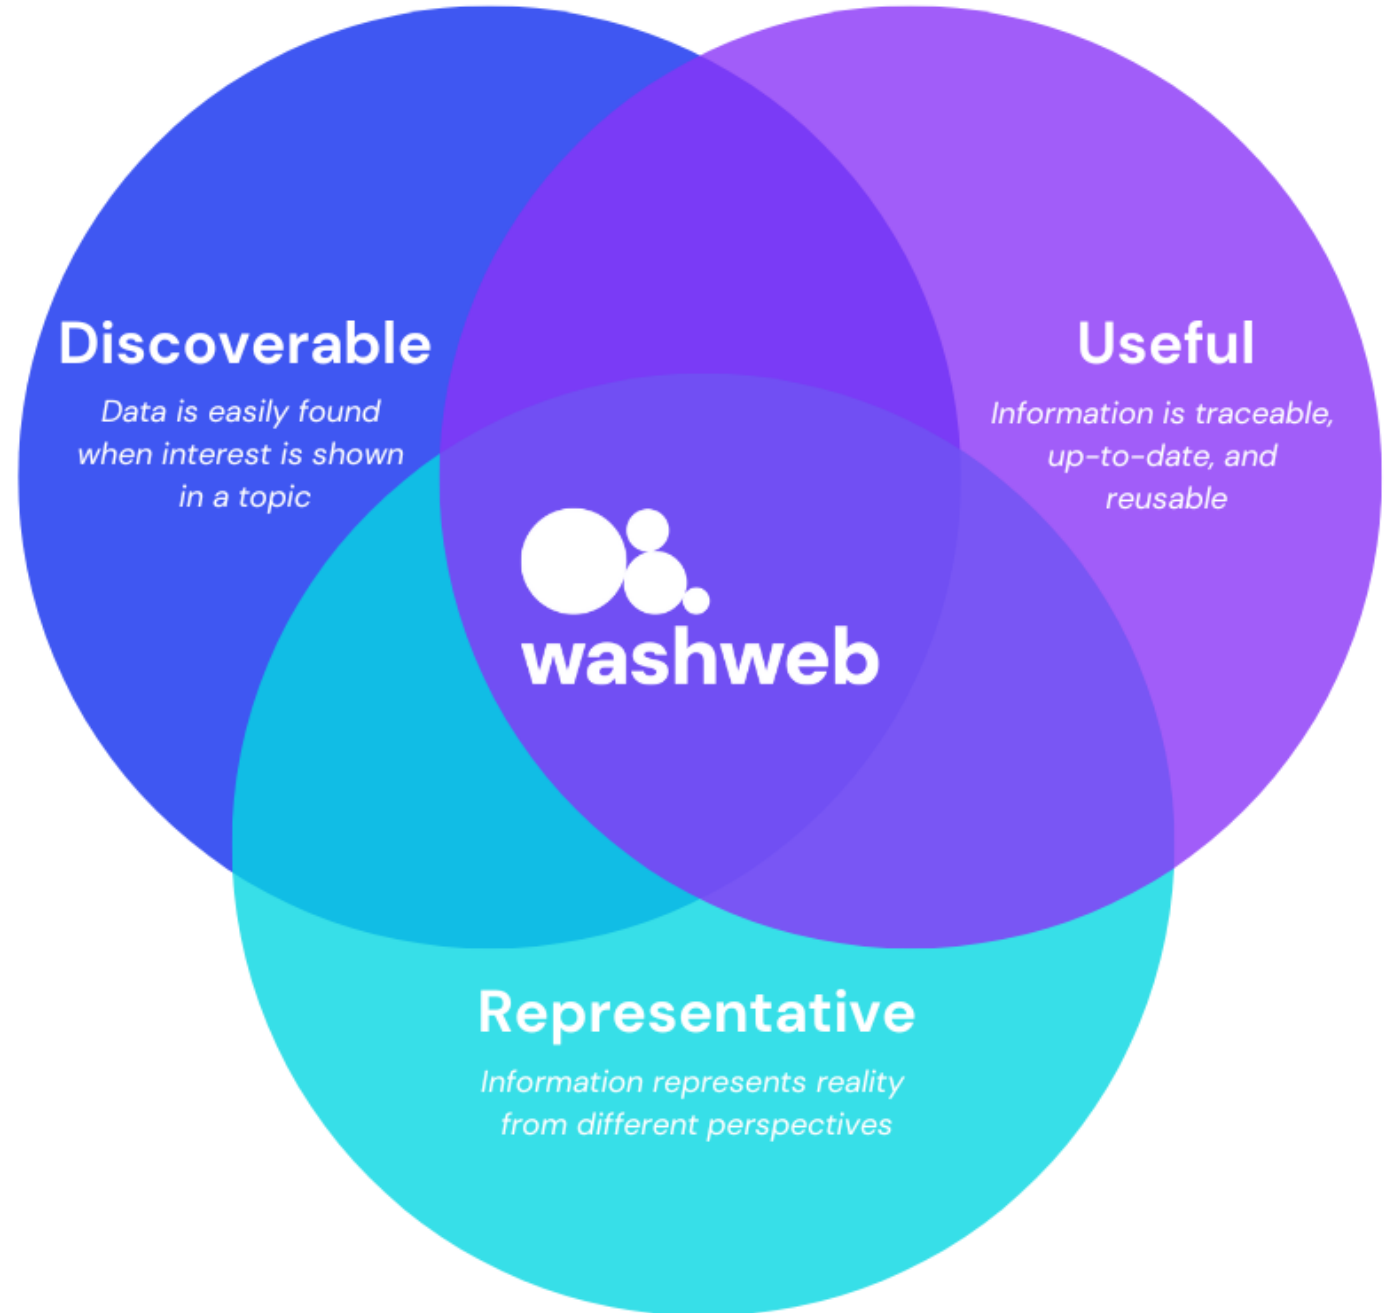 Discoverable
Data is easily found
when interest is shown
in a topic
Useful
Information is traceable,
up-to-date, and
reusable
washweb
Representative
Information represents reality
from different perspectives